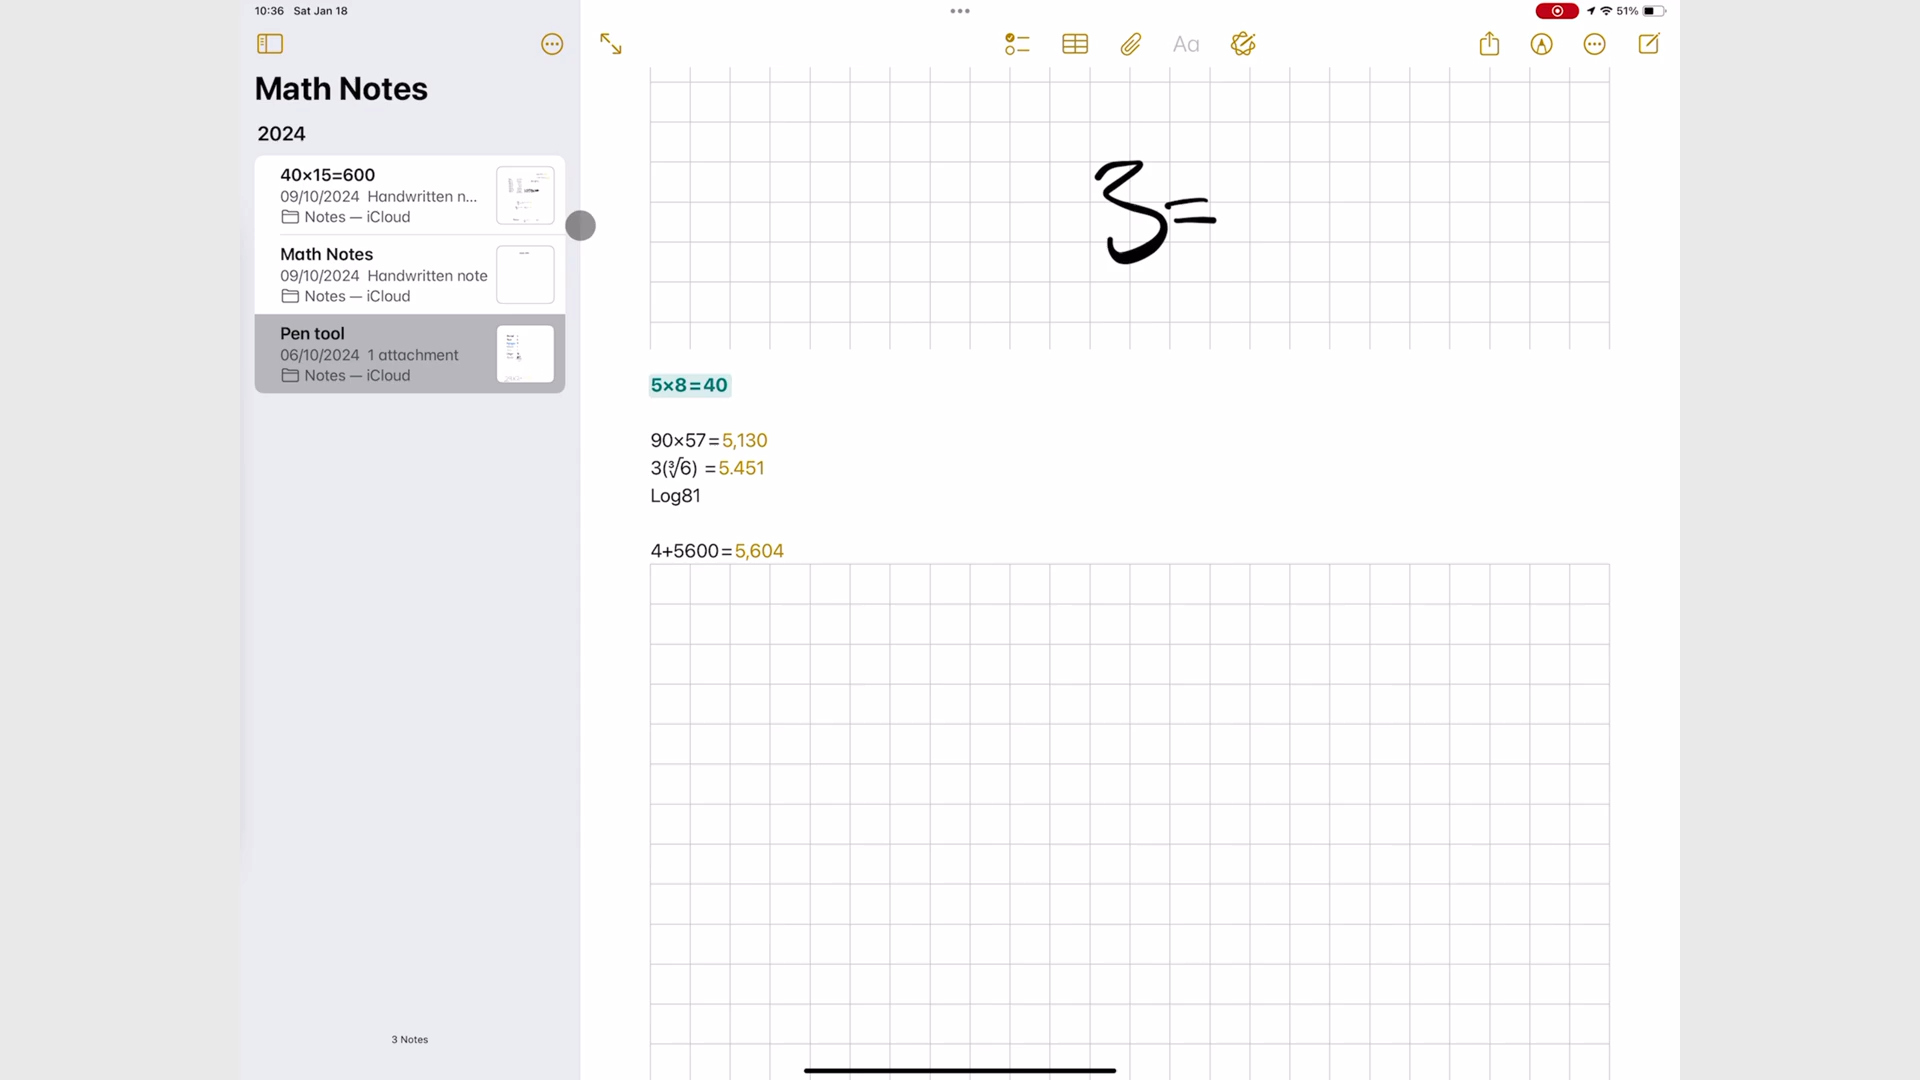 10:36 Sat Jan 18
51%
Math Notes
2024
40×15=600
09/10/2024 Handwritten n...
Notes — iCloud
Math Notes
09/10/2024 Handwritten note
Notes — iCloud
Pen tool
06/10/2024 1 attachment
Notes — iCloud
3 Notes
Aa
3=
5×8=40
90×57=5,130
3(∛6) =5.451
Log81
4+5600=5,604